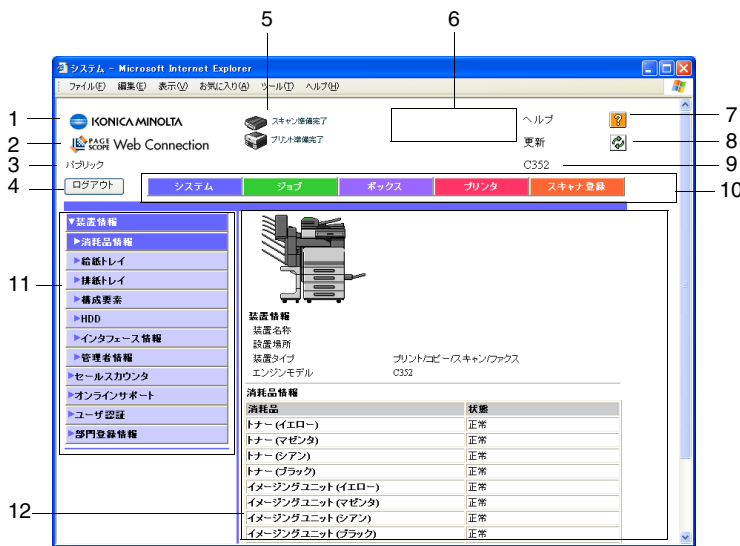 5
6
システム - Microsoft Internet Explorer
ファイル(F) 編集(E) 表示(V) お気に入り(A) ツール(T) ヘルプ(H)
1
KONICA MINOLTA
スキャン準備完了
ヘルプ
?
7
2
PAGE SCOPE Web Connection
プリント準備完了
更新
8
3
パブリック
C352
9
4
ログアウト
システム
ジョブ
ボックス
プリンタ
スキャナ登録
10
11
▼装置情報
▶消耗品情報
▶給紙トレイ
▶排紙トレイ
▶構成要素
▶HDD
▶インタフェース情報
▶管理者情報
▶セールスカウンタ
▶オンラインサポート
▶ユーザ認証
▶部門登録情報
装置情報
装置名称
設置場所
装置タイプ プリント/コピー/スキャン/ファクス
エンジンモデル C352
消耗品情報
消耗品 状態
トナー (イエロー) 正常
トナー (マゼンタ) 正常
トナー (シアン) 正常
トナー (ブラック) 正常
イメージングユニット (イエロー) 正常
イメージングユニット (マゼンタ) 正常
イメージングユニット (シアン) 正常
イメージングユニット (ブラック) 正常
12